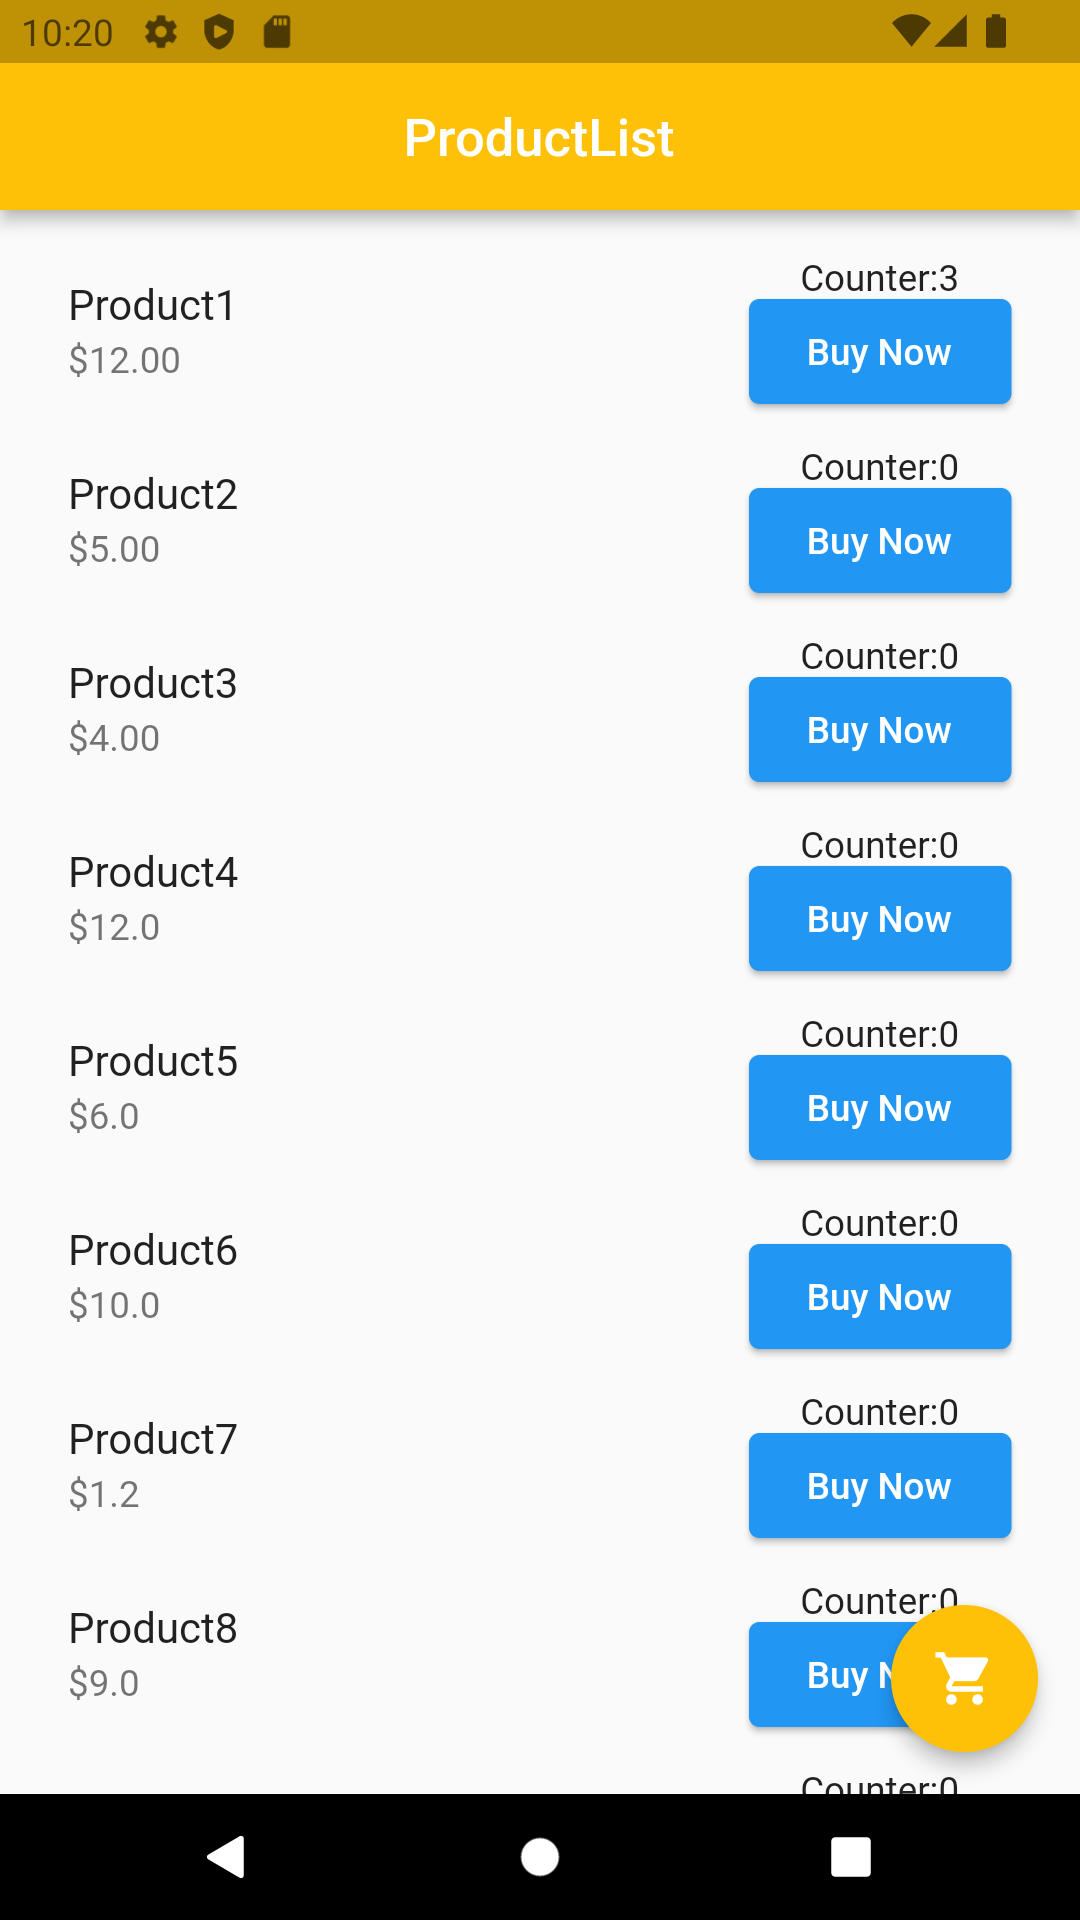 10:20
ProductList
Counter:3
Product1
$12.00
Buy Now
Counter:0
Product2
$5.00
Buy Now
Counter:0
Product3
$4.00
Buy Now
Counter:0
Product4
$12.0
Buy Now
Counter:0
Product5
$6.0
Buy Now
Counter:0
Product6
$10.0
Buy Now
Counter:0
Product7
$1.2
Buy Now
Counter:0
Product8
$9.0
Buy
Counter:0